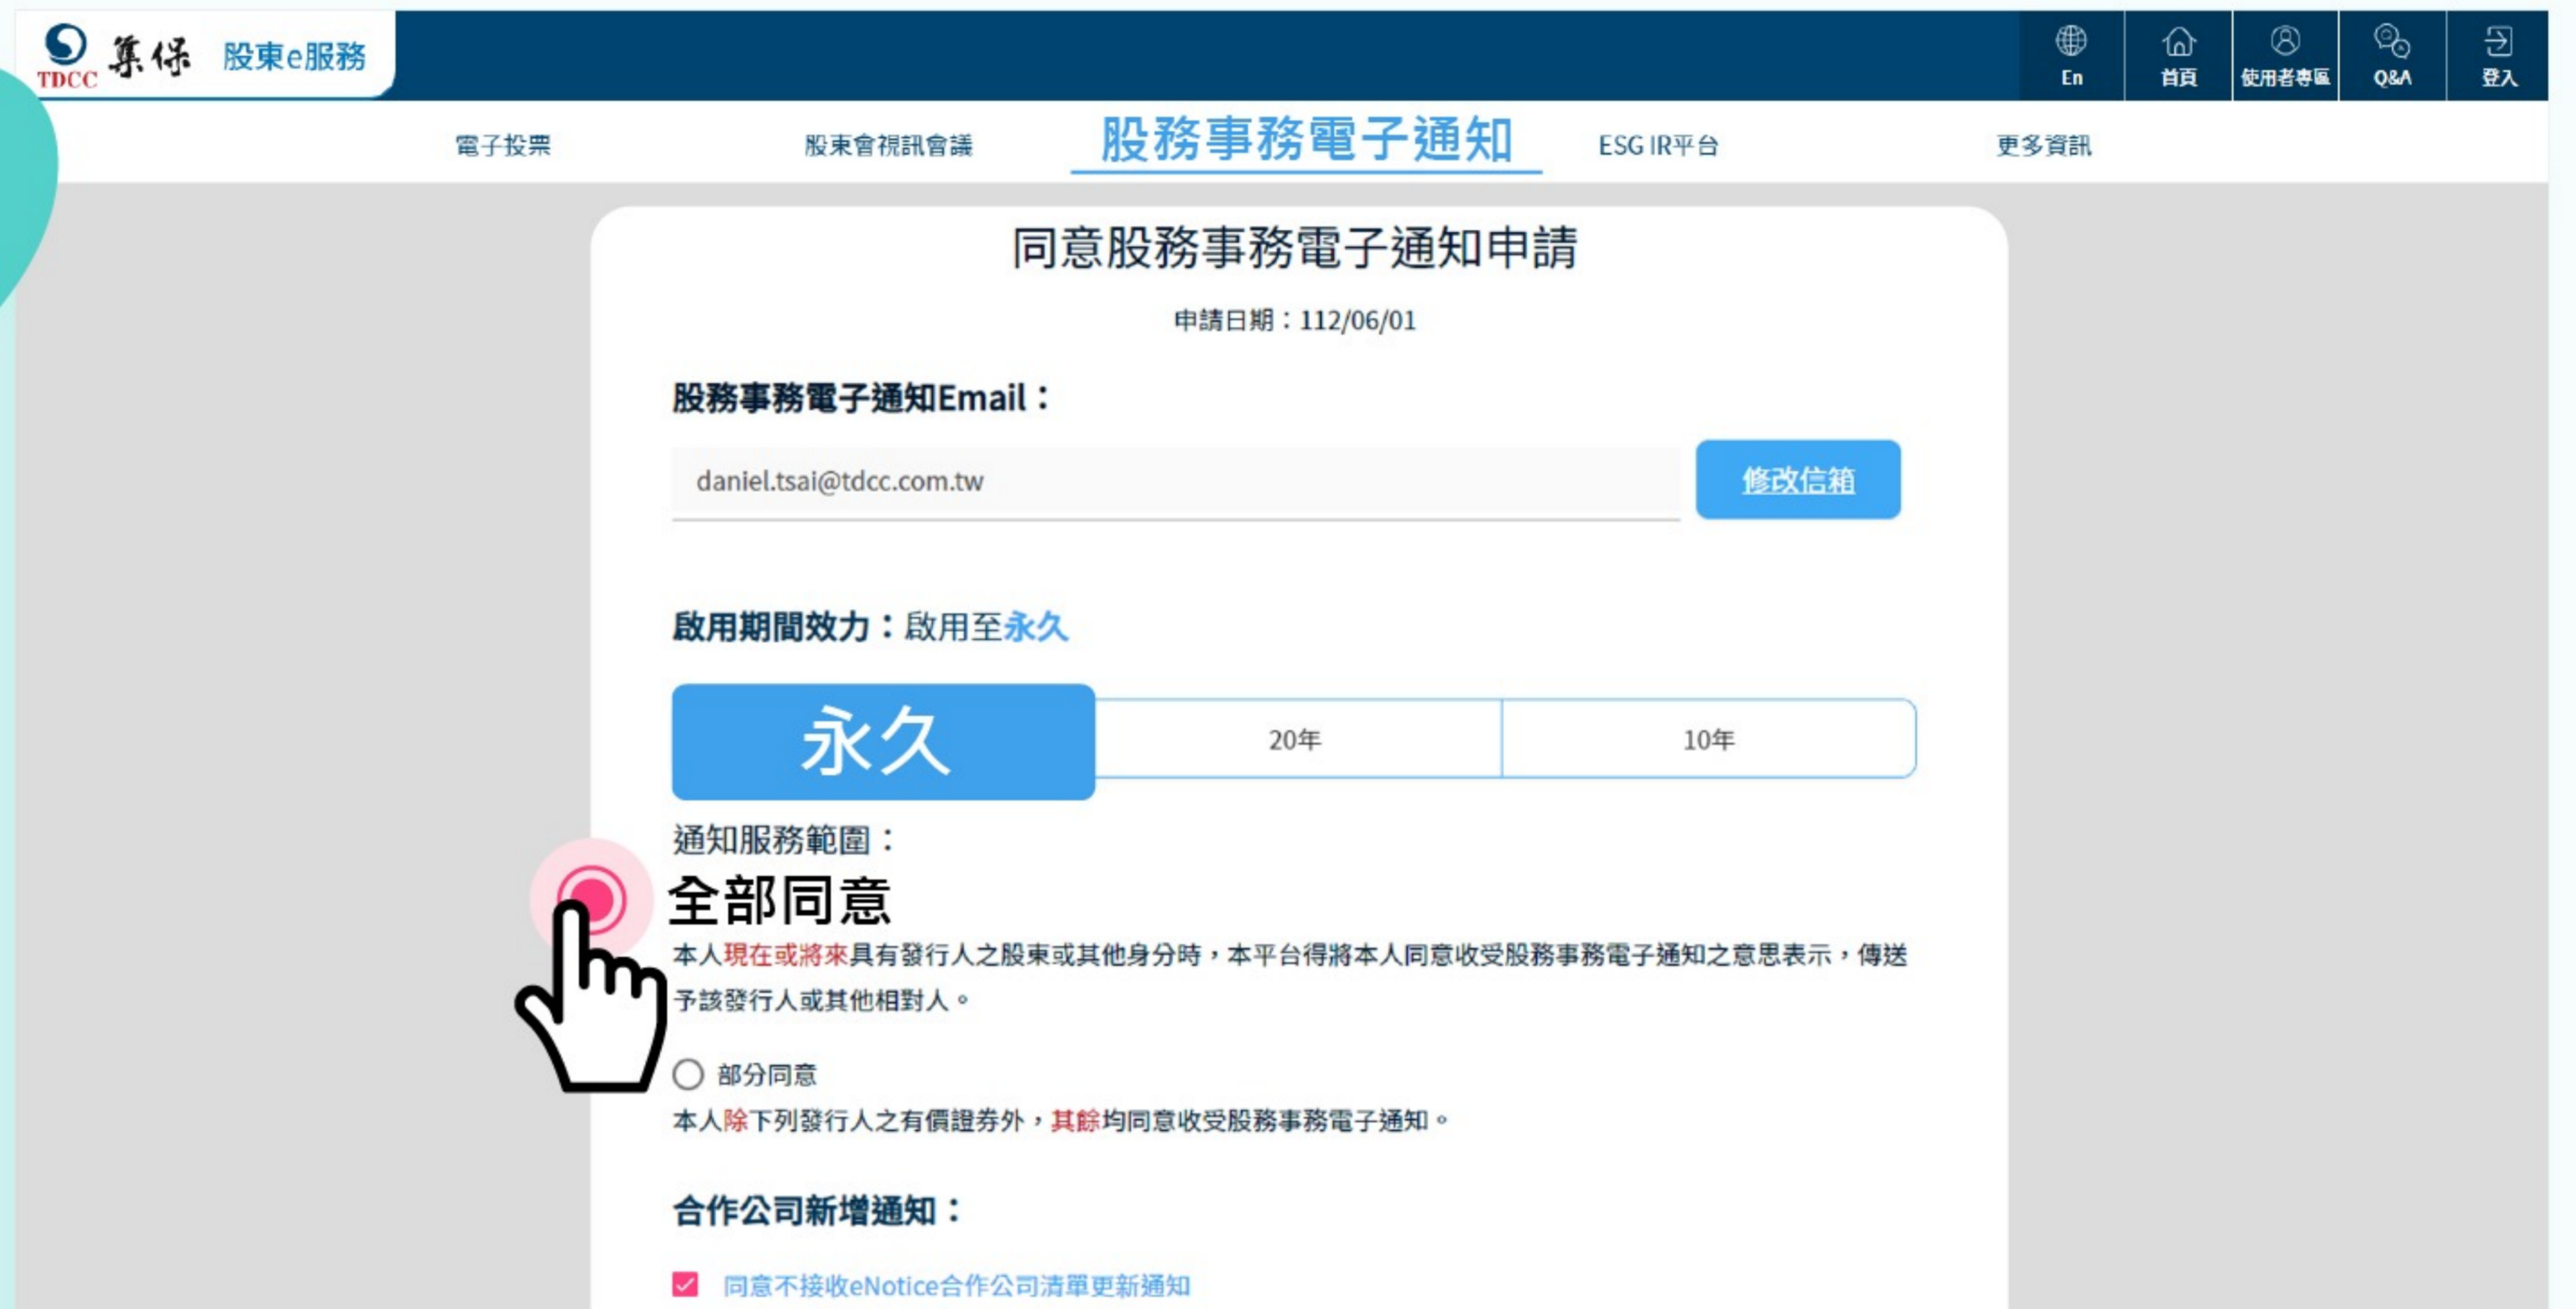 TDCC 集保 股東e服務
En 首頁 使用者專區 Q&A 登入
電子投票 股東會視訊會議 股務事務電子通知 ESG IR平台 更多資訊
同意股務事務電子通知申請
申請日期：112/06/01
股務事務電子通知Email：
daniel.tsai@tdcc.com.tw 修改信箱
啟用期間效力：啟用至永久
永久 20年 10年
通知服務範圍：
全部同意
本人現在或將來具有發行人之股東或其他身分時，本平台得將本人同意收受股務事務電子通知之意思表示，傳送
予該發行人或其他相對人。
部分同意
本人除下列發行人之有價證券外，其餘均同意收受股務事務電子通知。
合作公司新增通知：
同意不接收eNotice合作公司清單更新通知